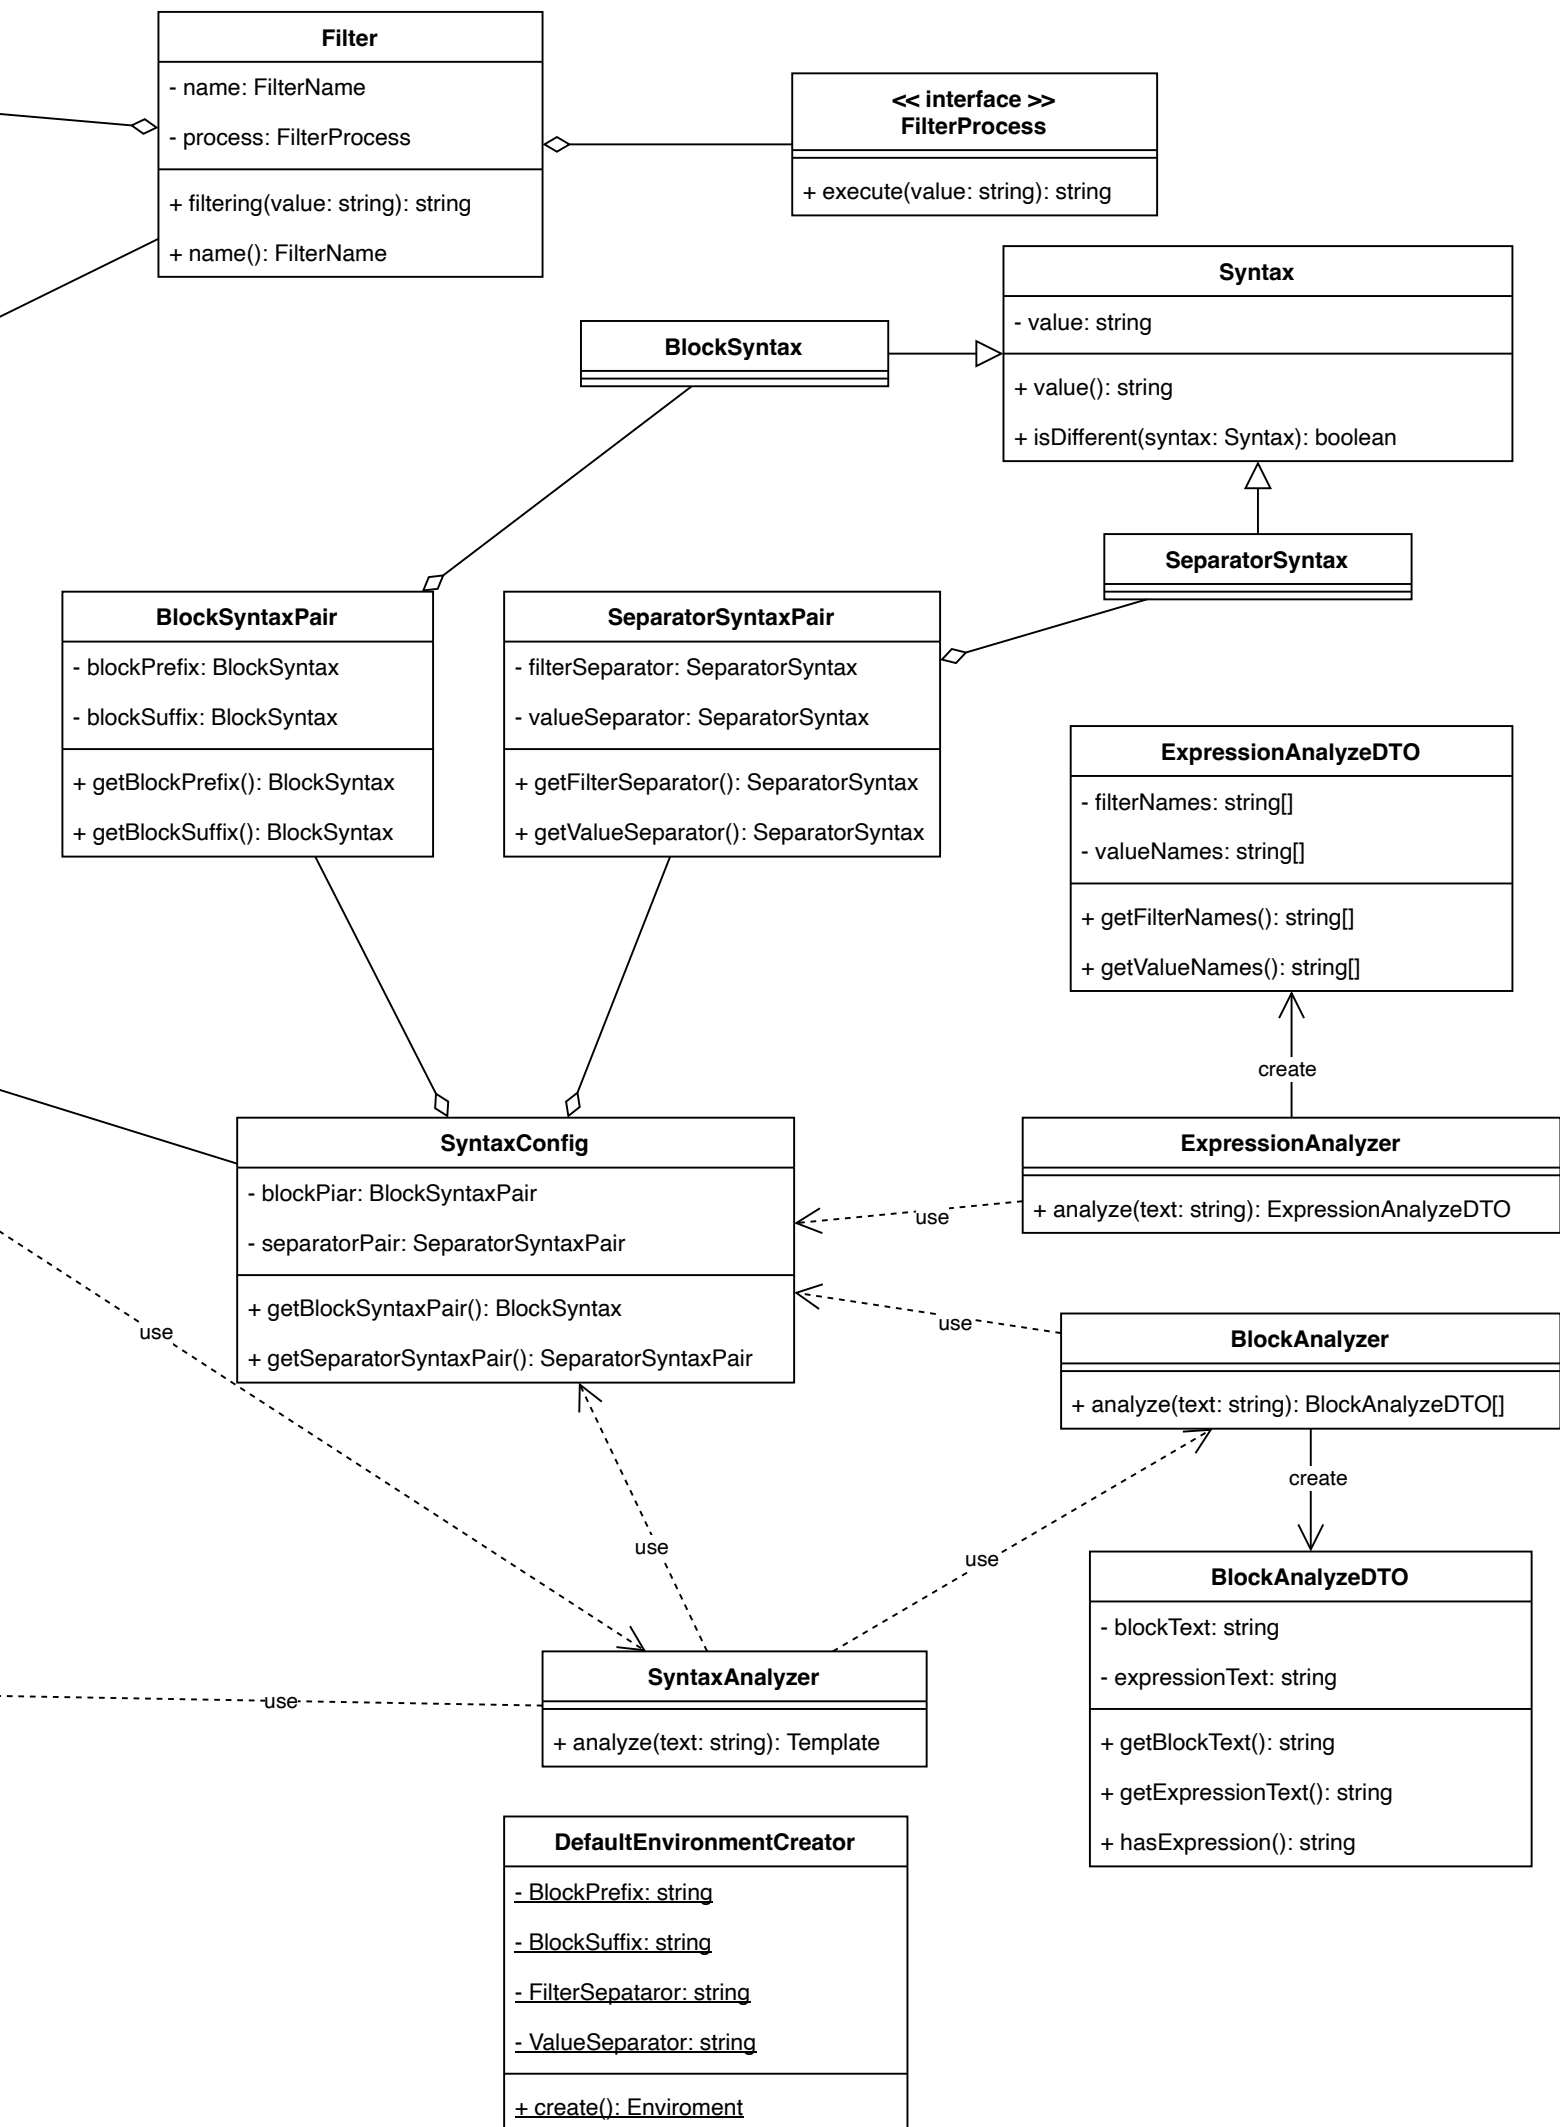 Filter
- name: FilterName
- process: FilterProcess
+ filtering(value: string): string
+ name(): FilterName
<< interface >>
FilterProcess
+ execute(value: string): string
Syntax
- value: string
+ value(): string
+ isDifferent(syntax: Syntax): boolean
BlockSyntax
SeparatorSyntax
BlockSyntaxPair
- blockPrefix: BlockSyntax
- blockSuffix: BlockSyntax
+ getBlockPrefix(): BlockSyntax
+ getBlockSuffix(): BlockSyntax
SeparatorSyntaxPair
- filterSeparator: SeparatorSyntax
- valueSeparator: SeparatorSyntax
+ getFilterSeparator(): SeparatorSyntax
+ getValueSeparator(): SeparatorSyntax
ExpressionAnalyzeDTO
- filterNames: string[]
- valueNames: string[]
+ getFilterNames(): string[]
+ getValueNames(): string[]
create
SyntaxConfig
- blockPiar: BlockSyntaxPair
- separatorPair: SeparatorSyntaxPair
+ getBlockSyntaxPair(): BlockSyntax
+ getSeparatorSyntaxPair(): SeparatorSyntaxPair
ExpressionAnalyzer
+ analyze(text: string): ExpressionAnalyzeDTO
use
use
use
BlockAnalyzer
+ analyze(text: string): BlockAnalyzeDTO[]
create
use
use
BlockAnalyzeDTO
- blockText: string
- expressionText: string
+ getBlockText(): string
+ getExpressionText(): string
+ hasExpression(): string
SyntaxAnalyzer
+ analyze(text: string): Template
use
DefaultEnvironmentCreator
- BlockPrefix: string
- BlockSuffix: string
- FilterSepataror: string
- ValueSeparator: string
+ create(): Enviroment